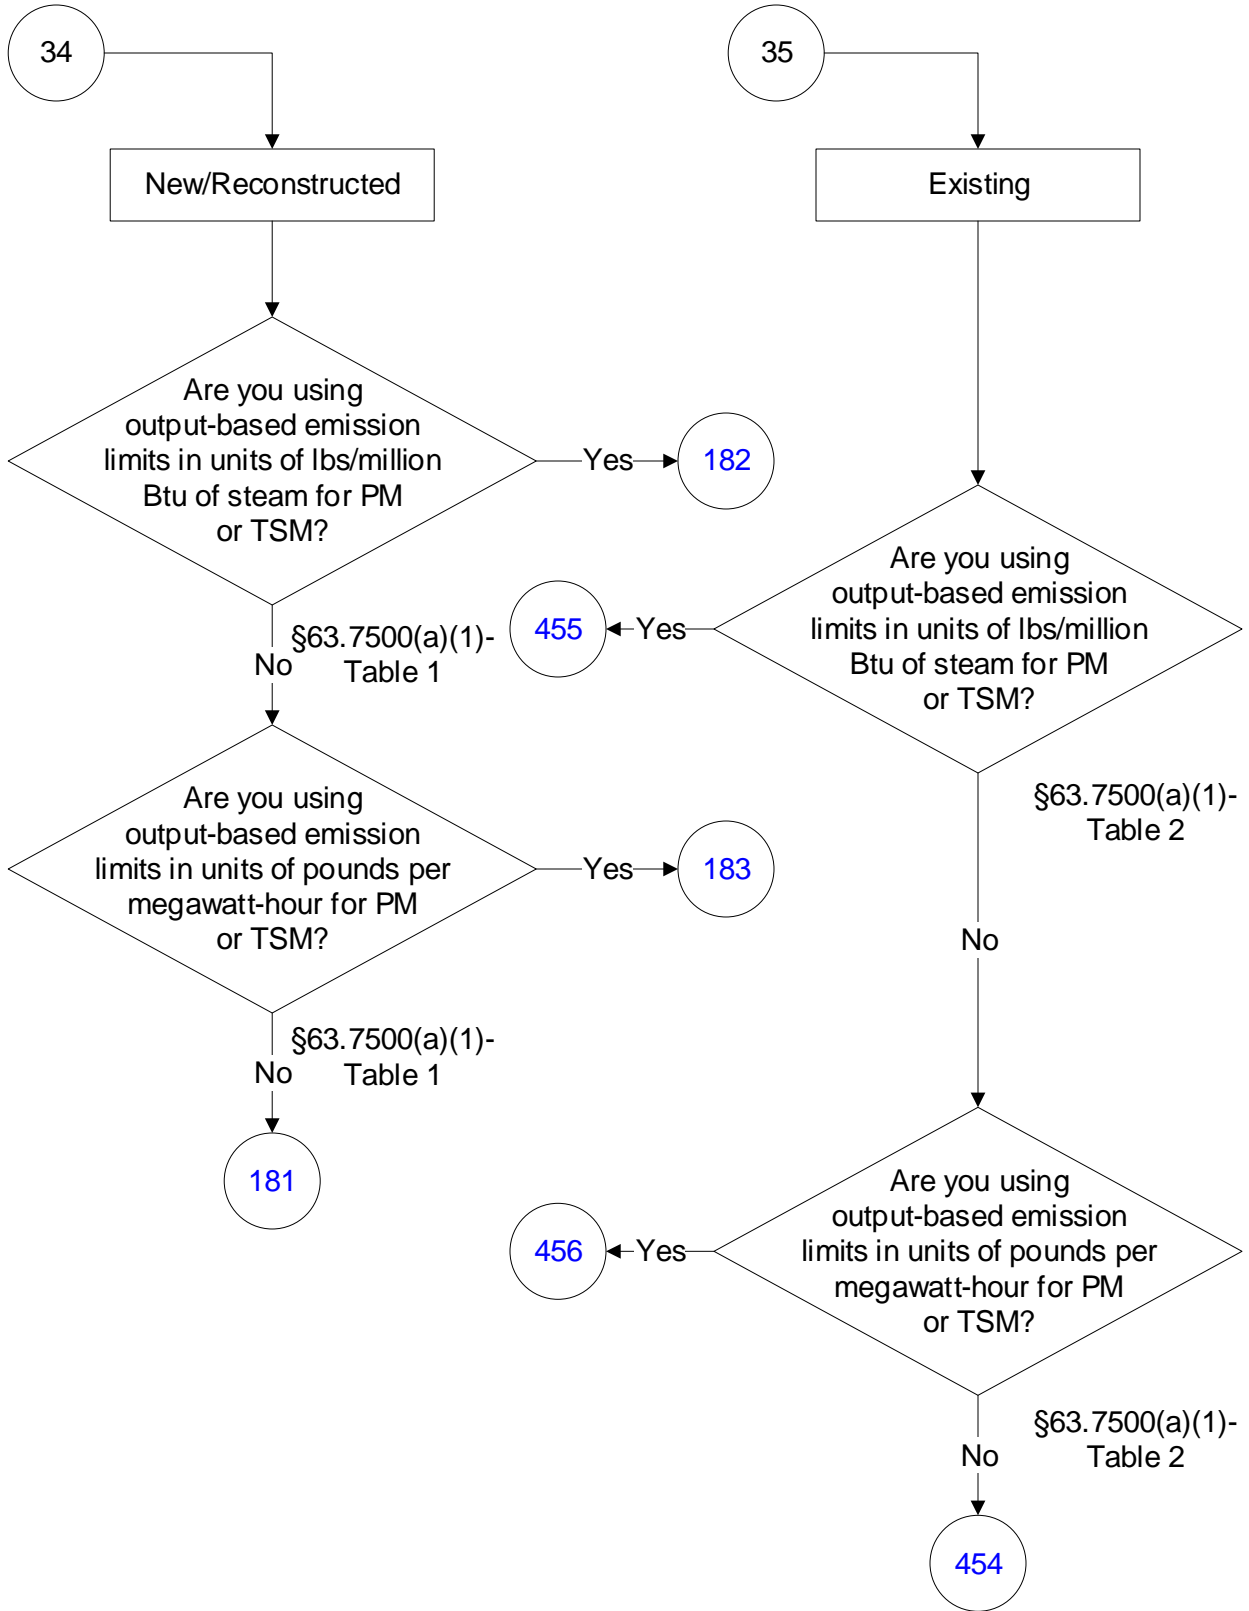 34
New/Reconstructed
Are you using
output-based emission
limits in units of lbs/million
Btu of steam for PM
or TSM?
Yes
182
No
§63.7500(a)(1)-
Table 1
Are you using
output-based emission
limits in units of pounds per
megawatt-hour for PM
or TSM?
Yes
183
No
§63.7500(a)(1)-
Table 1
181
35
Existing
Are you using
output-based emission
limits in units of lbs/million
Btu of steam for PM
or TSM?
Yes
455
§63.7500(a)(1)-
Table 2
No
Are you using
output-based emission
limits in units of pounds per
megawatt-hour for PM
or TSM?
Yes
456
§63.7500(a)(1)-
Table 2
No
454